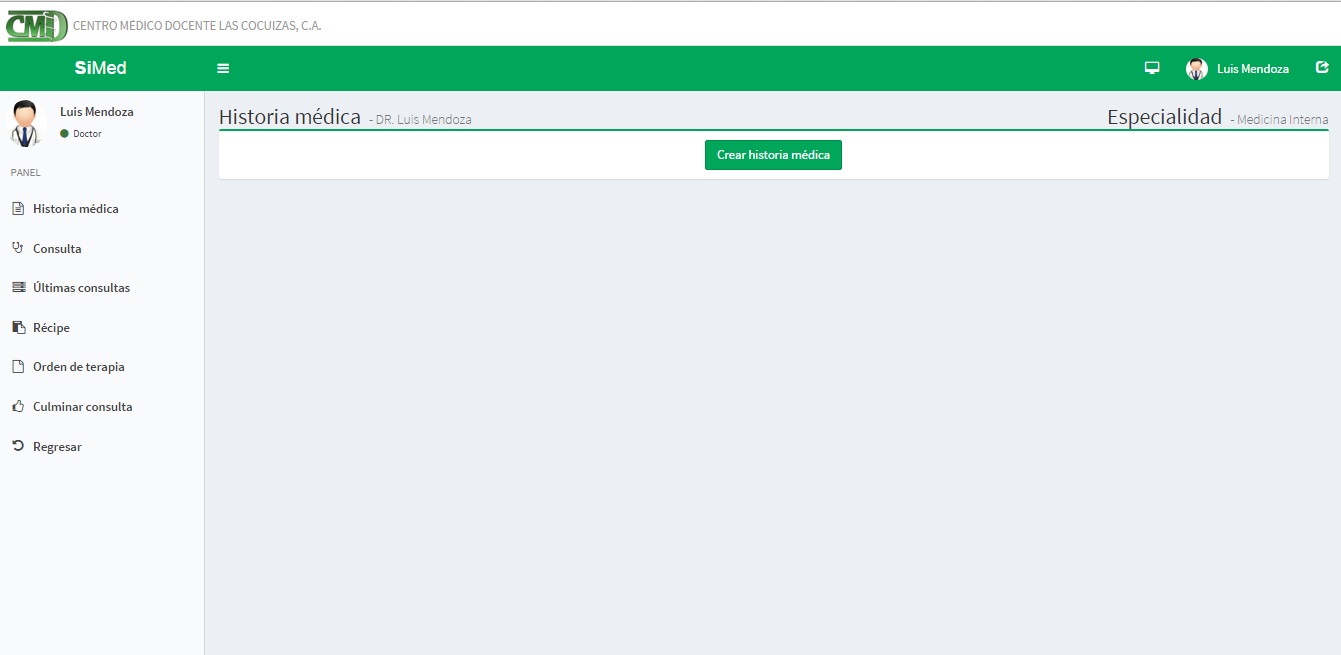 CMD CENTRO MÉDICO DOCENTE LAS COCUIZAS, C.A.
SiMed
Luis Mendoza
Luis Mendoza
Doctor
PANEL
Historia médica
Consulta
Últimas consultas
Récipe
Orden de terapia
Culminar consulta
Regresar
Historia médica - DR. Luis Mendoza
Especialidad - Medicina Interna
Crear historia médica